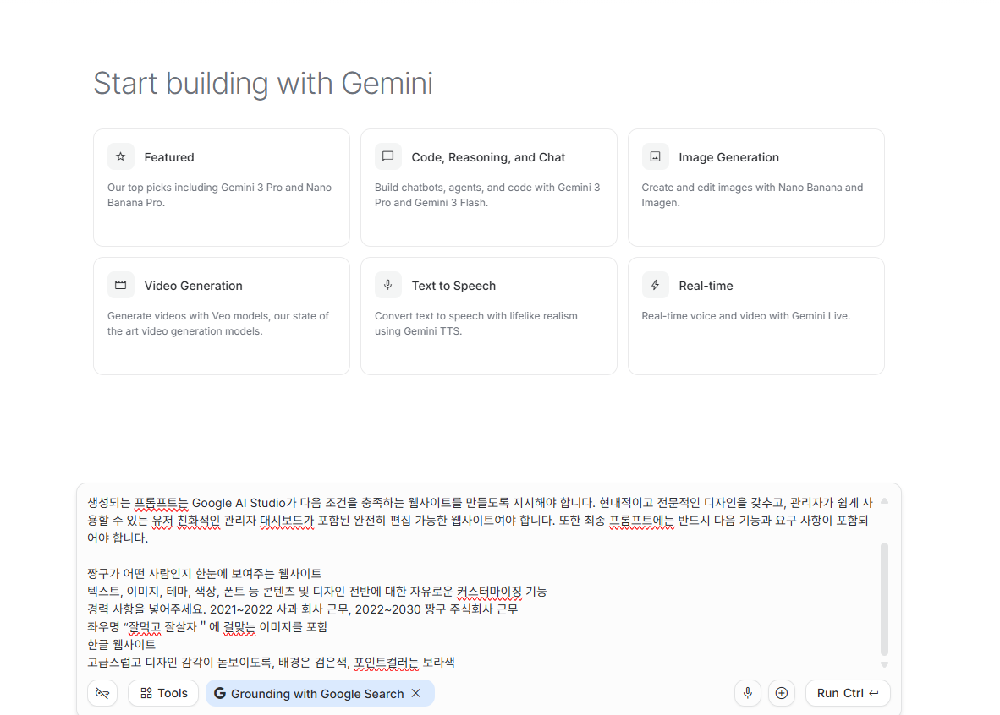 Start building with Gemini
Featured
Our top picks including Gemini 3 Pro and Nano
Banana Pro.
Code, Reasoning, and Chat
Build chatbots, agents, and code with Gemini 3
Pro and Gemini 3 Flash.
Image Generation
Create and edit images with Nano Banana and
Imagen.
Video Generation
Generate videos with Veo models, our state of
the art video generation models.
Text to Speech
Convert text to speech with lifelike realism
using Gemini TTS.
Real-time
Real-time voice and video with Gemini Live.
생성되는 프롬프트는 Google AI Studio가 다음 조건을 충족하는 웹사이트를 만들도록 지시해야 합니다. 현대적이고 전문적인 디자인을 갖추고, 관리자가 쉽게 사
용할 수 있는 유저 친화적인 관리자 대시보드가 포함된 완전히 편집 가능한 웹사이트여야 합니다. 또한 최종 프롬프트에는 반드시 다음 기능과 요구 사항이 포함되
어야 합니다.
짱구가 어떤 사람인지 한눈에 보여주는 웹사이트
텍스트, 이미지, 테마, 색상, 폰트 등 콘텐츠 및 디자인 전반에 대한 자유로운 커스터마이징 기능
경력 사항을 넣어주세요. 2021~2022 사과 회사 근무, 2022~2030 짱구 주식회사 근무
좌우명 “잘먹고 잘살자 " 에 걸맞는 이미지를 포함
한글 웹사이트
고급스럽고 디자인 감각이 돋보이도록, 배경은 검은색, 포인트컬러는 보라색
Tools
G Grounding with Google Search
Run Ctrl ↵